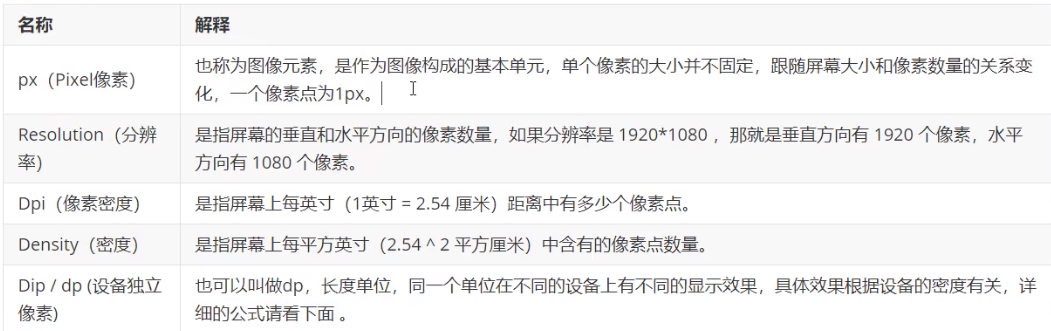 名称
解释
px（Pixel像素）
也称为图像元素，是作为图像构成的基本单元，单个像素的大小并不固定，跟随屏幕大小和像素数量的关系变
化，一个像素点为1px。
Resolution（分辨
率）
是指屏幕的垂直和水平方向的像素数量，如果分辨率是 1920*1080 ，那就是垂直方向有 1920 个像素，水平
方向有 1080 个像素。
Dpi（像素密度）
是指屏幕上每英寸（1英寸 = 2.54 厘米）距离中有多少个像素点。
Density（密度）
是指屏幕上每平方英寸（2.54 ^ 2 平方厘米）中含有的像素点数量。
Dip / dp (设备独立
像素)
也可以叫做dp，长度单位，同一个单位在不同的设备上有不同的显示效果，具体效果根据设备的密度有关，详
细的公式请看下面 。